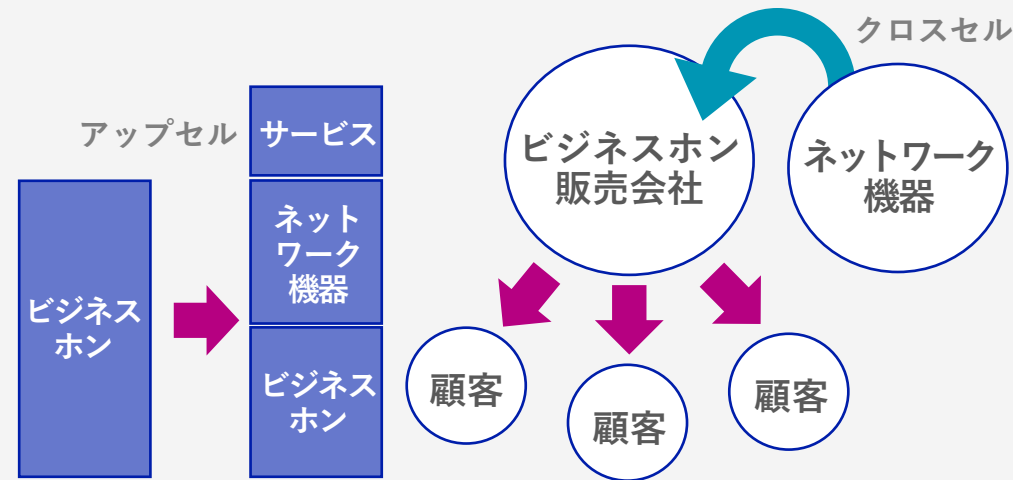 アップセル
サービス
ネット
ワーク
機器
ビジネス
ホン
ビジネス
ホン
クロスセル
ビジネスホン
販売会社
ネットワーク
機器
顧客
顧客
顧客